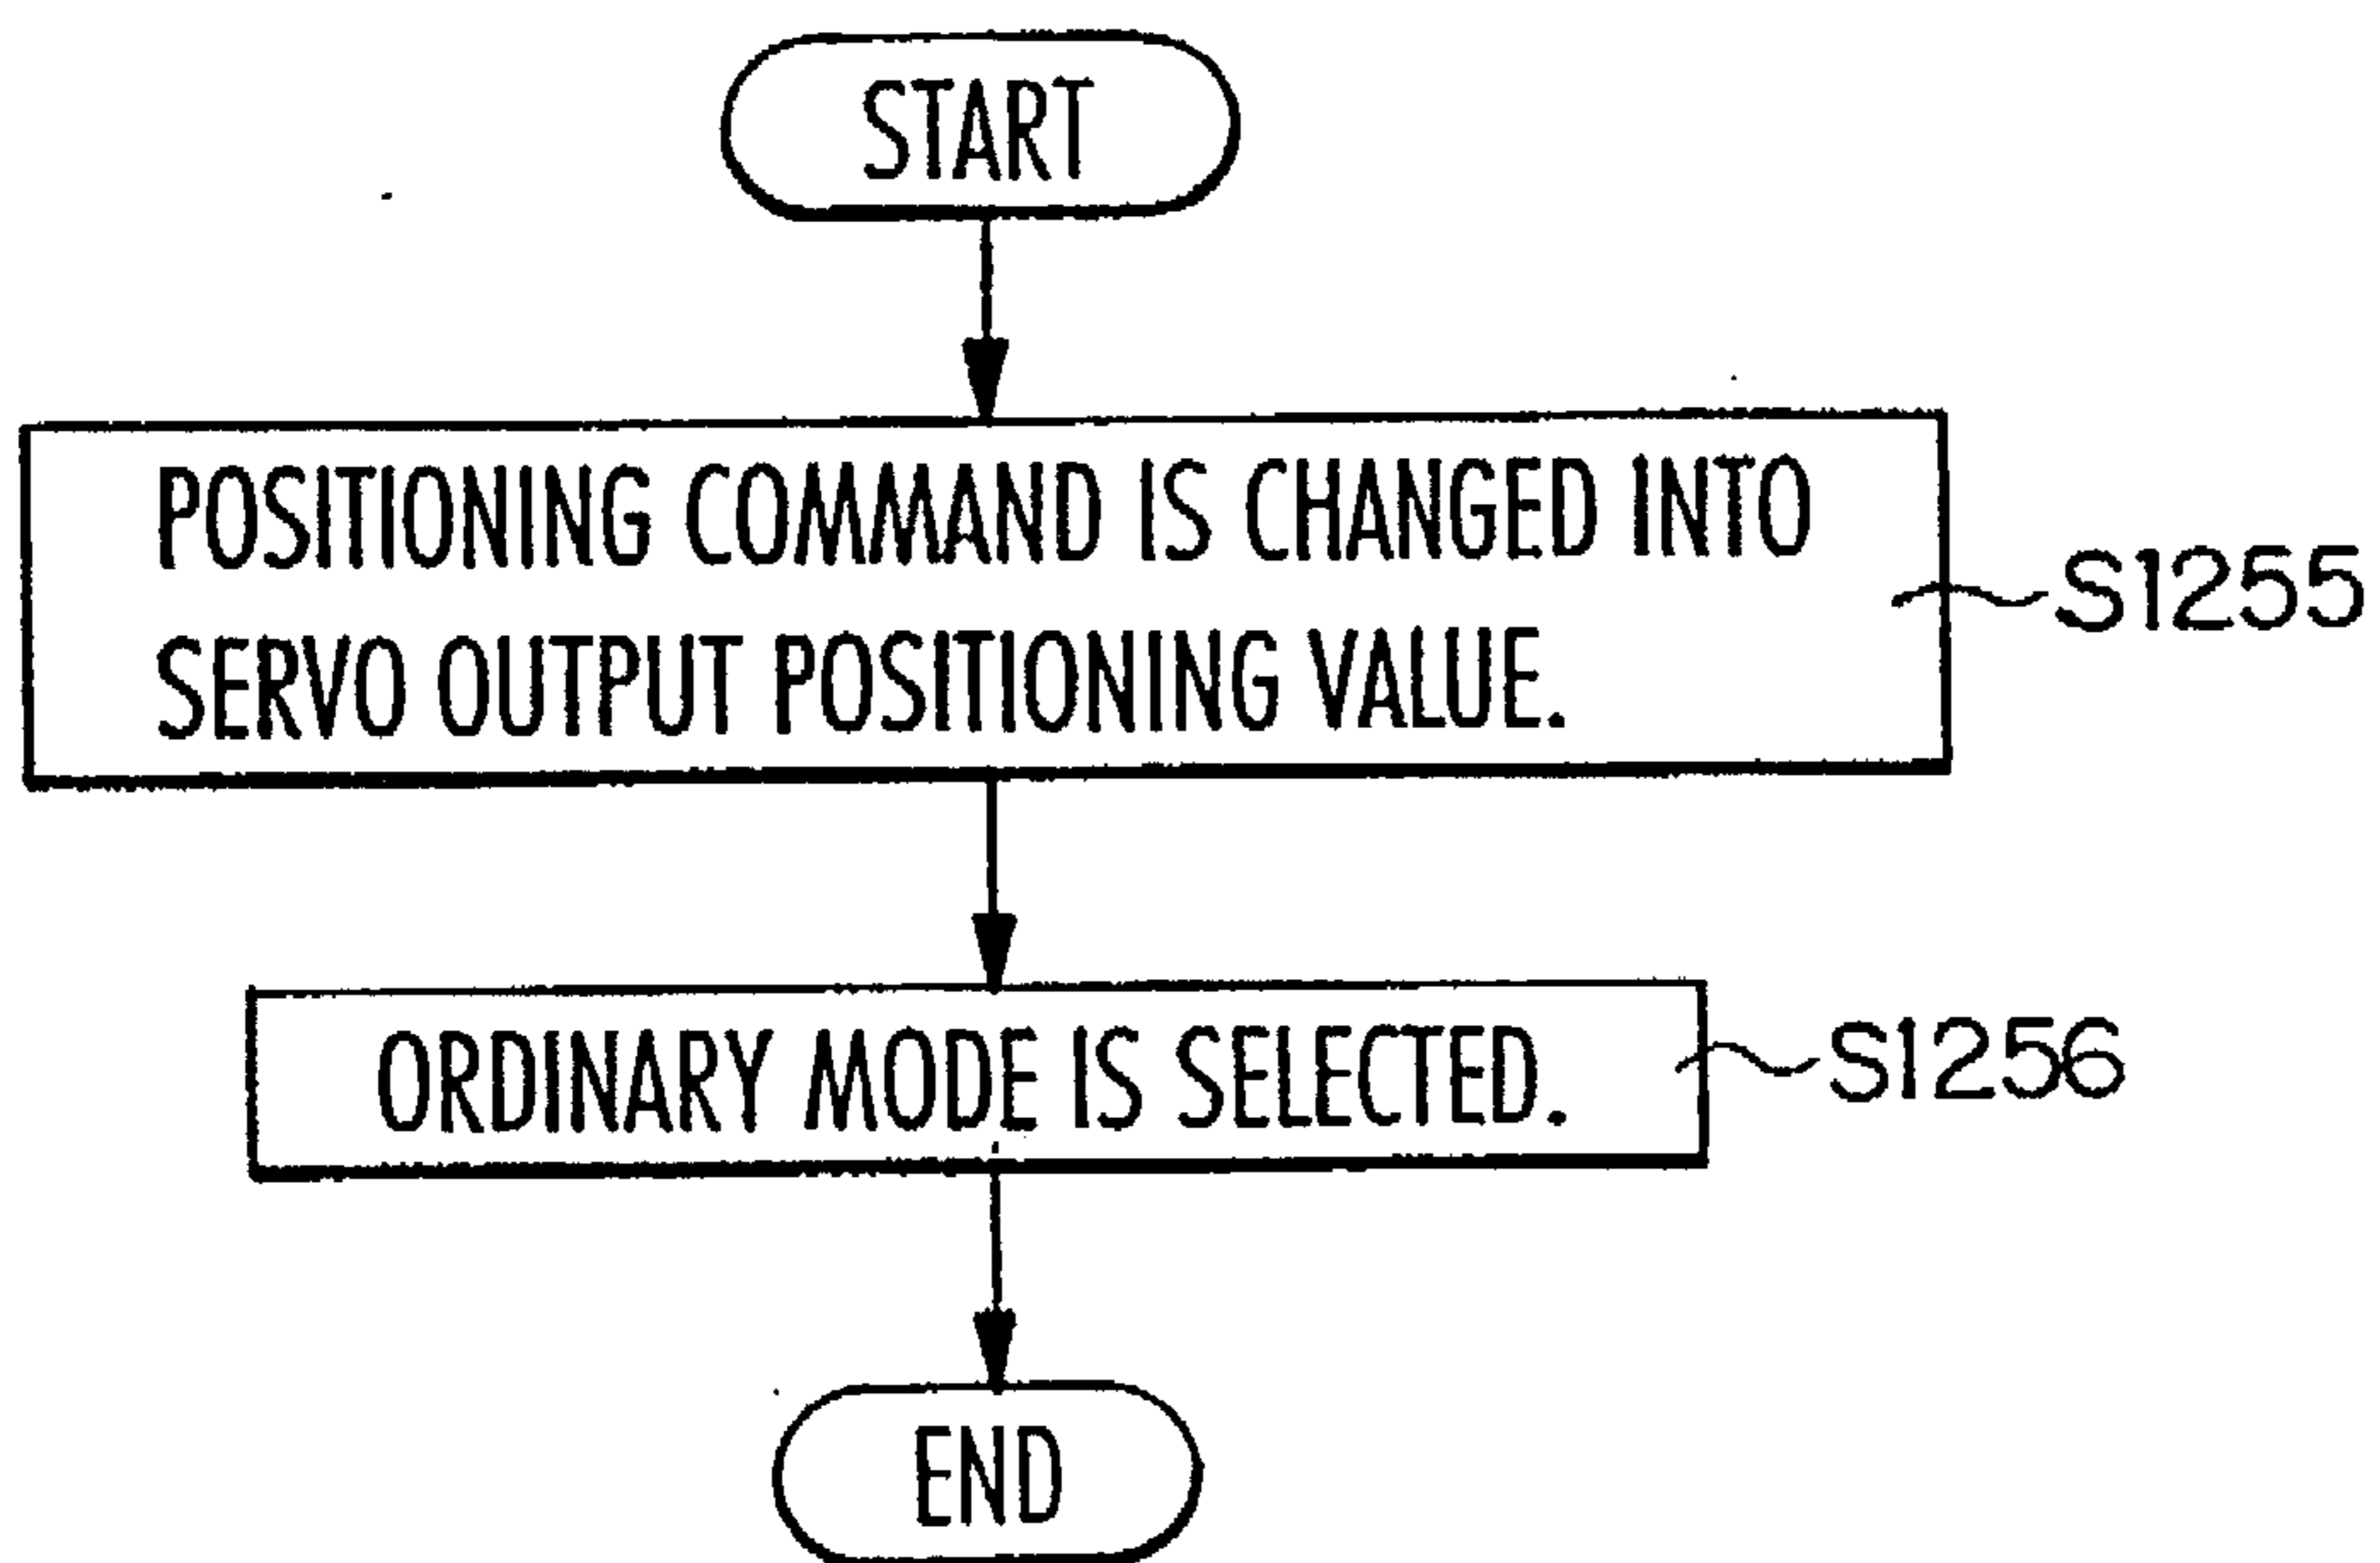 START
POSITIONING COMMAND IS CHANGED INTO
SERVO OUTPUT POSITIONING VALUE.
S1255
ORDINARY MODE IS SELECTED.
S1256
END